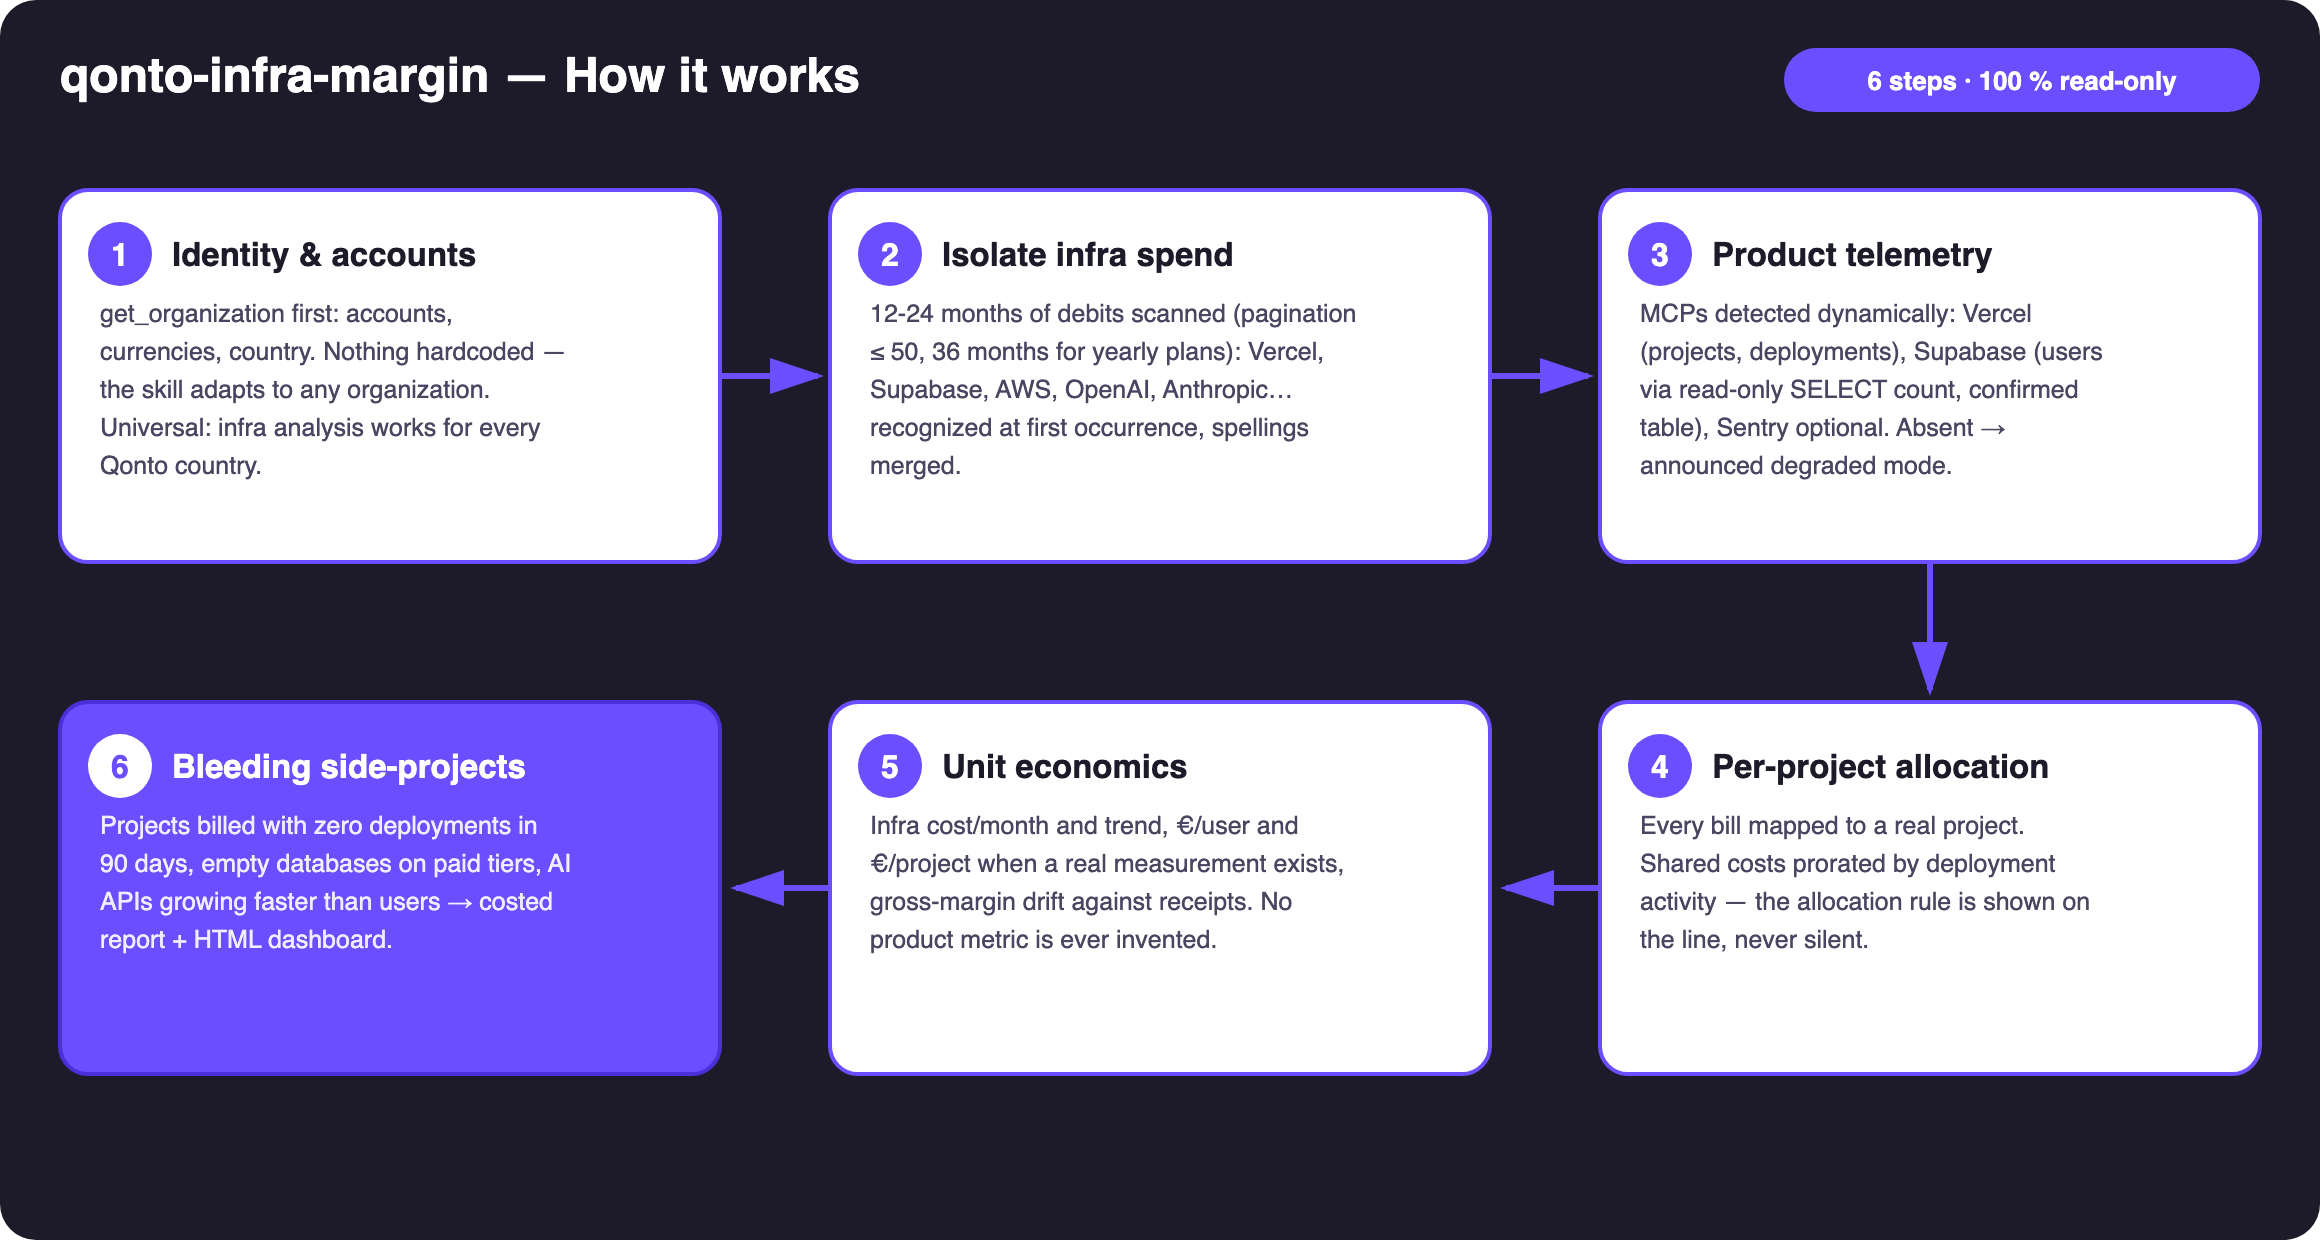 qonto-infra-margin — How it works
6 steps · 100 % read-only
1
Identity & accounts
get_organization first: accounts,
currencies, country. Nothing hardcoded —
the skill adapts to any organization.
Universal: infra analysis works for every
Qonto country.
2
Isolate infra spend
12-24 months of debits scanned (pagination
≤ 50, 36 months for yearly plans): Vercel,
Supabase, AWS, OpenAI, Anthropic…
recognized at first occurrence, spellings
merged.
3
Product telemetry
MCPs detected dynamically: Vercel
(projects, deployments), Supabase (users
via read-only SELECT count, confirmed
table), Sentry optional. Absent →
announced degraded mode.
4
Per-project allocation
Every bill mapped to a real project.
Shared costs prorated by deployment
activity — the allocation rule is shown on
the line, never silent.
5
Unit economics
Infra cost/month and trend, €/user and
€/project when a real measurement exists,
gross-margin drift against receipts. No
product metric is ever invented.
6
Bleeding side-projects
Projects billed with zero deployments in
90 days, empty databases on paid tiers, AI
APIs growing faster than users → costed
report + HTML dashboard.